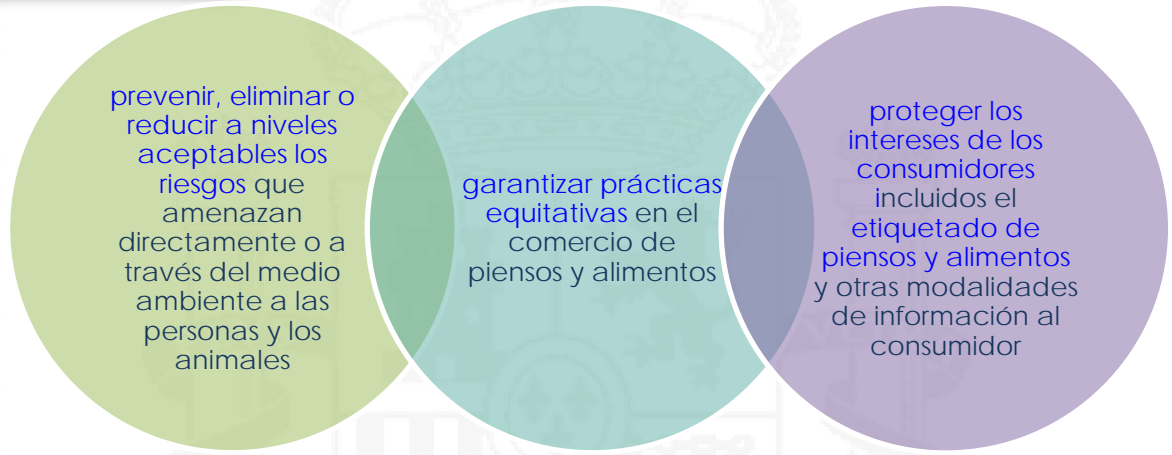 prevenir, eliminar o
reducir a niveles
aceptables los
riesgos que
amenazan
directamente o a
través del medio
ambiente a las
personas y los
animales
garantizar prácticas
equitativas en el
comercio de
piensos y alimentos
proteger los
intereses de los
consumidores
incluidos el
etiquetado de
piensos y alimentos
y otras modalidades
de información al
consumidor